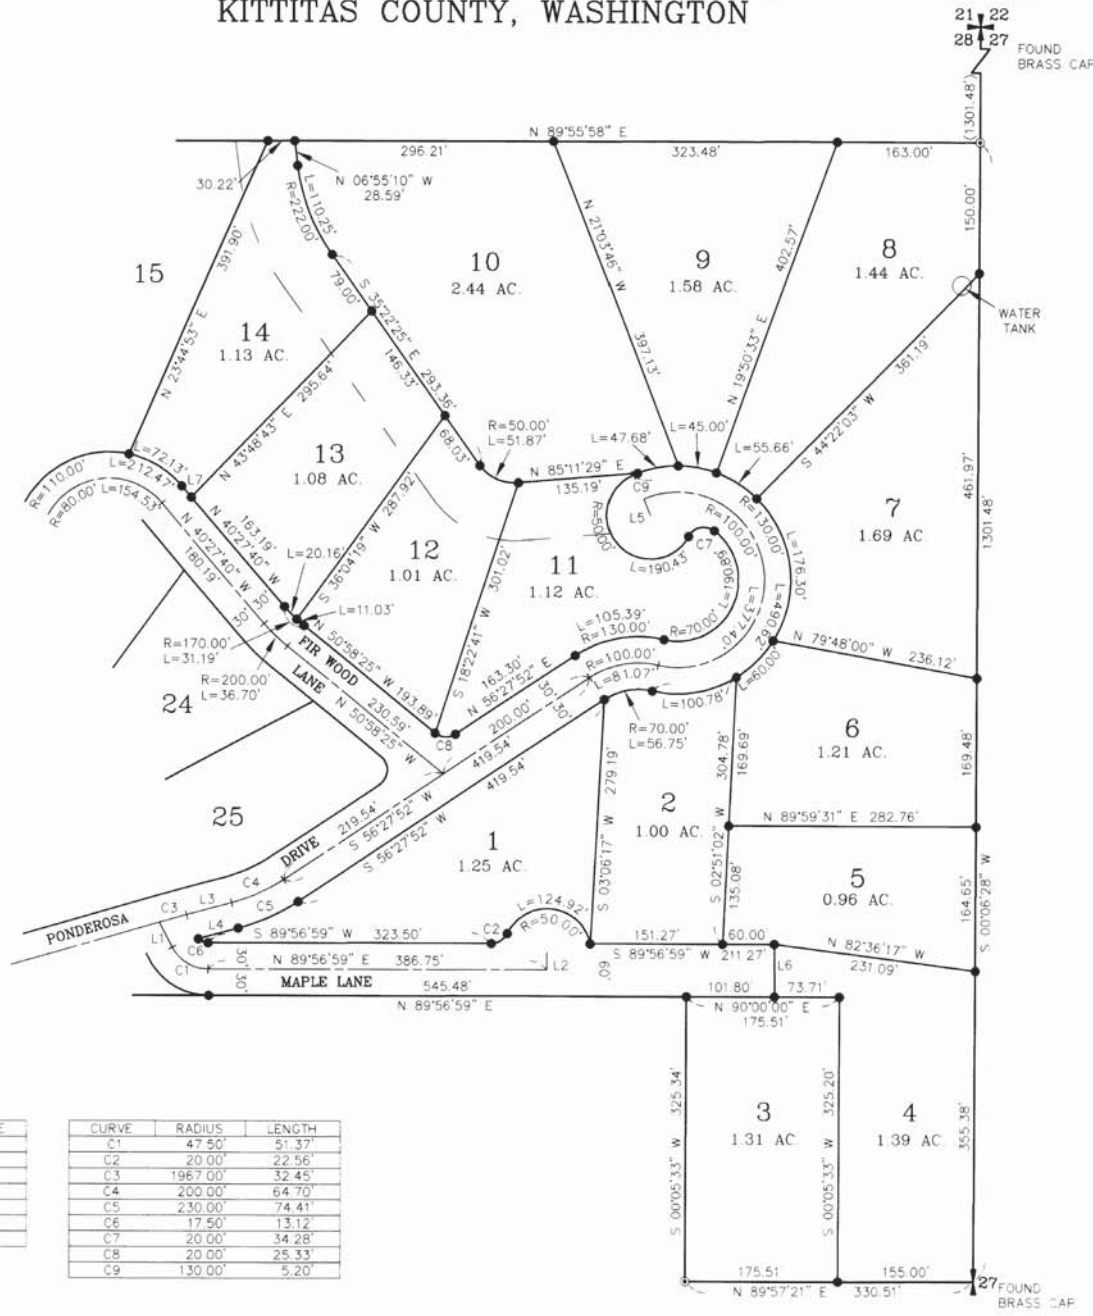 KITTITAS COUNTY, WASHINGTON
21 22
28 27
FOUND
BRASS CAP
(1301.48')
N 89°55'58" E
296.21'
323.48'
163.00'
30.22'
N 06°55'10" W
28.59'
L=110.25'
R=222.00'
150.00'
391.90'
N 23°44'53" E
15
14
1.13 AC.
79.00'
S 35°22'25" E
293.36'
146.33'
68.03'
10
2.44 AC.
N 21°03'46" W
397.13'
9
1.58 AC.
402.57'
N 19°50'33" E
8
1.44 AC.
WATER
TANK
361.19'
S 44°22'03" W
461.97'
1301.48'
N 43°48'43" E
295.64'
13
1.08 AC.
R=50.00'
L=51.87'
L=47.68'
L=45.00'
L=55.66'
N 85°11'29" E
135.19'
C9
L5
R=50.00'
L=190.43'
C7
R=100.00'
R=130.00'
L=176.30'
7
1.69 AC.
L=72.13'
L=212.47'
L7
R=110.00'
R=80.00'
L=154.53'
N 40°27'40" W
163.19'
N 40°27'40" W
180.19'
30'
30'
L=20.16'
L=11.03'
S 36°04'19" W
287.92'
12
1.01 AC.
S 18°22'41" W
301.02'
11
1.12 AC.
L=190.89'
R=70.00'
L=377.40'
L=490.62'
L=105.39'
R=130.00'
R=100.00'
L=81.07'
L=60.00'
N 79°48'00" W
236.12'
R=170.00'
L=31.19'
R=200.00'
L=36.70'
FIR WOOD
LANE
N 50°58'25" W
193.89'
230.59'
N 50°58'25" W
163.30'
N 56°27'52" E
C8
200.00'
30'
30'
419.54'
419.54'
L=100.78'
R=70.00'
L=56.75'
24
25
279.19'
S 03°06'17" W
2
1.00 AC.
304.78'
169.69'
S 02°51'02" W
135.08'
6
1.21 AC.
169.48'
N 89°59'31" E 282.76'
219.54'
S 56°27'52" W
S 56°27'52" W
DRIVE
1
1.25 AC.
5
0.96 AC.
164.65'
S 00°06'28" W
PONDEROSA
C3
L3
C4
C5
L4
L1
C6
C1
S 89°56'59" W 323.50'
C2
L=124.92'
R=50.00'
151.27'
60.00'
S 89°56'59" W 211.27'
N 82°36'17" W
231.09'
30'
30'
N 89°56'59" E 386.75'
L2
60'
L6
MAPLE LANE
545.48'
N 89°56'59" E
101.80'
73.71'
N 90°00'00" E
175.51'
S 00°05'33" W 325.34'
3
1.31 AC
S 00°05'33" W 325.20'
4
1.39 AC.
355.38'
E
CURVE RADIUS LENGTH
C1 47.50' 51.37'
C2 20.00' 22.56'
C3 1967.00' 32.45'
C4 200.00' 64.70'
C5 230.00' 74.41'
C6 17.50' 13.12'
C7 20.00' 34.28'
C8 20.00' 25.33'
C9 130.00' 5.20'
175.51'
155.00'
N 89°57'21" E 330.51'
27
FOUND
BRASS CAP